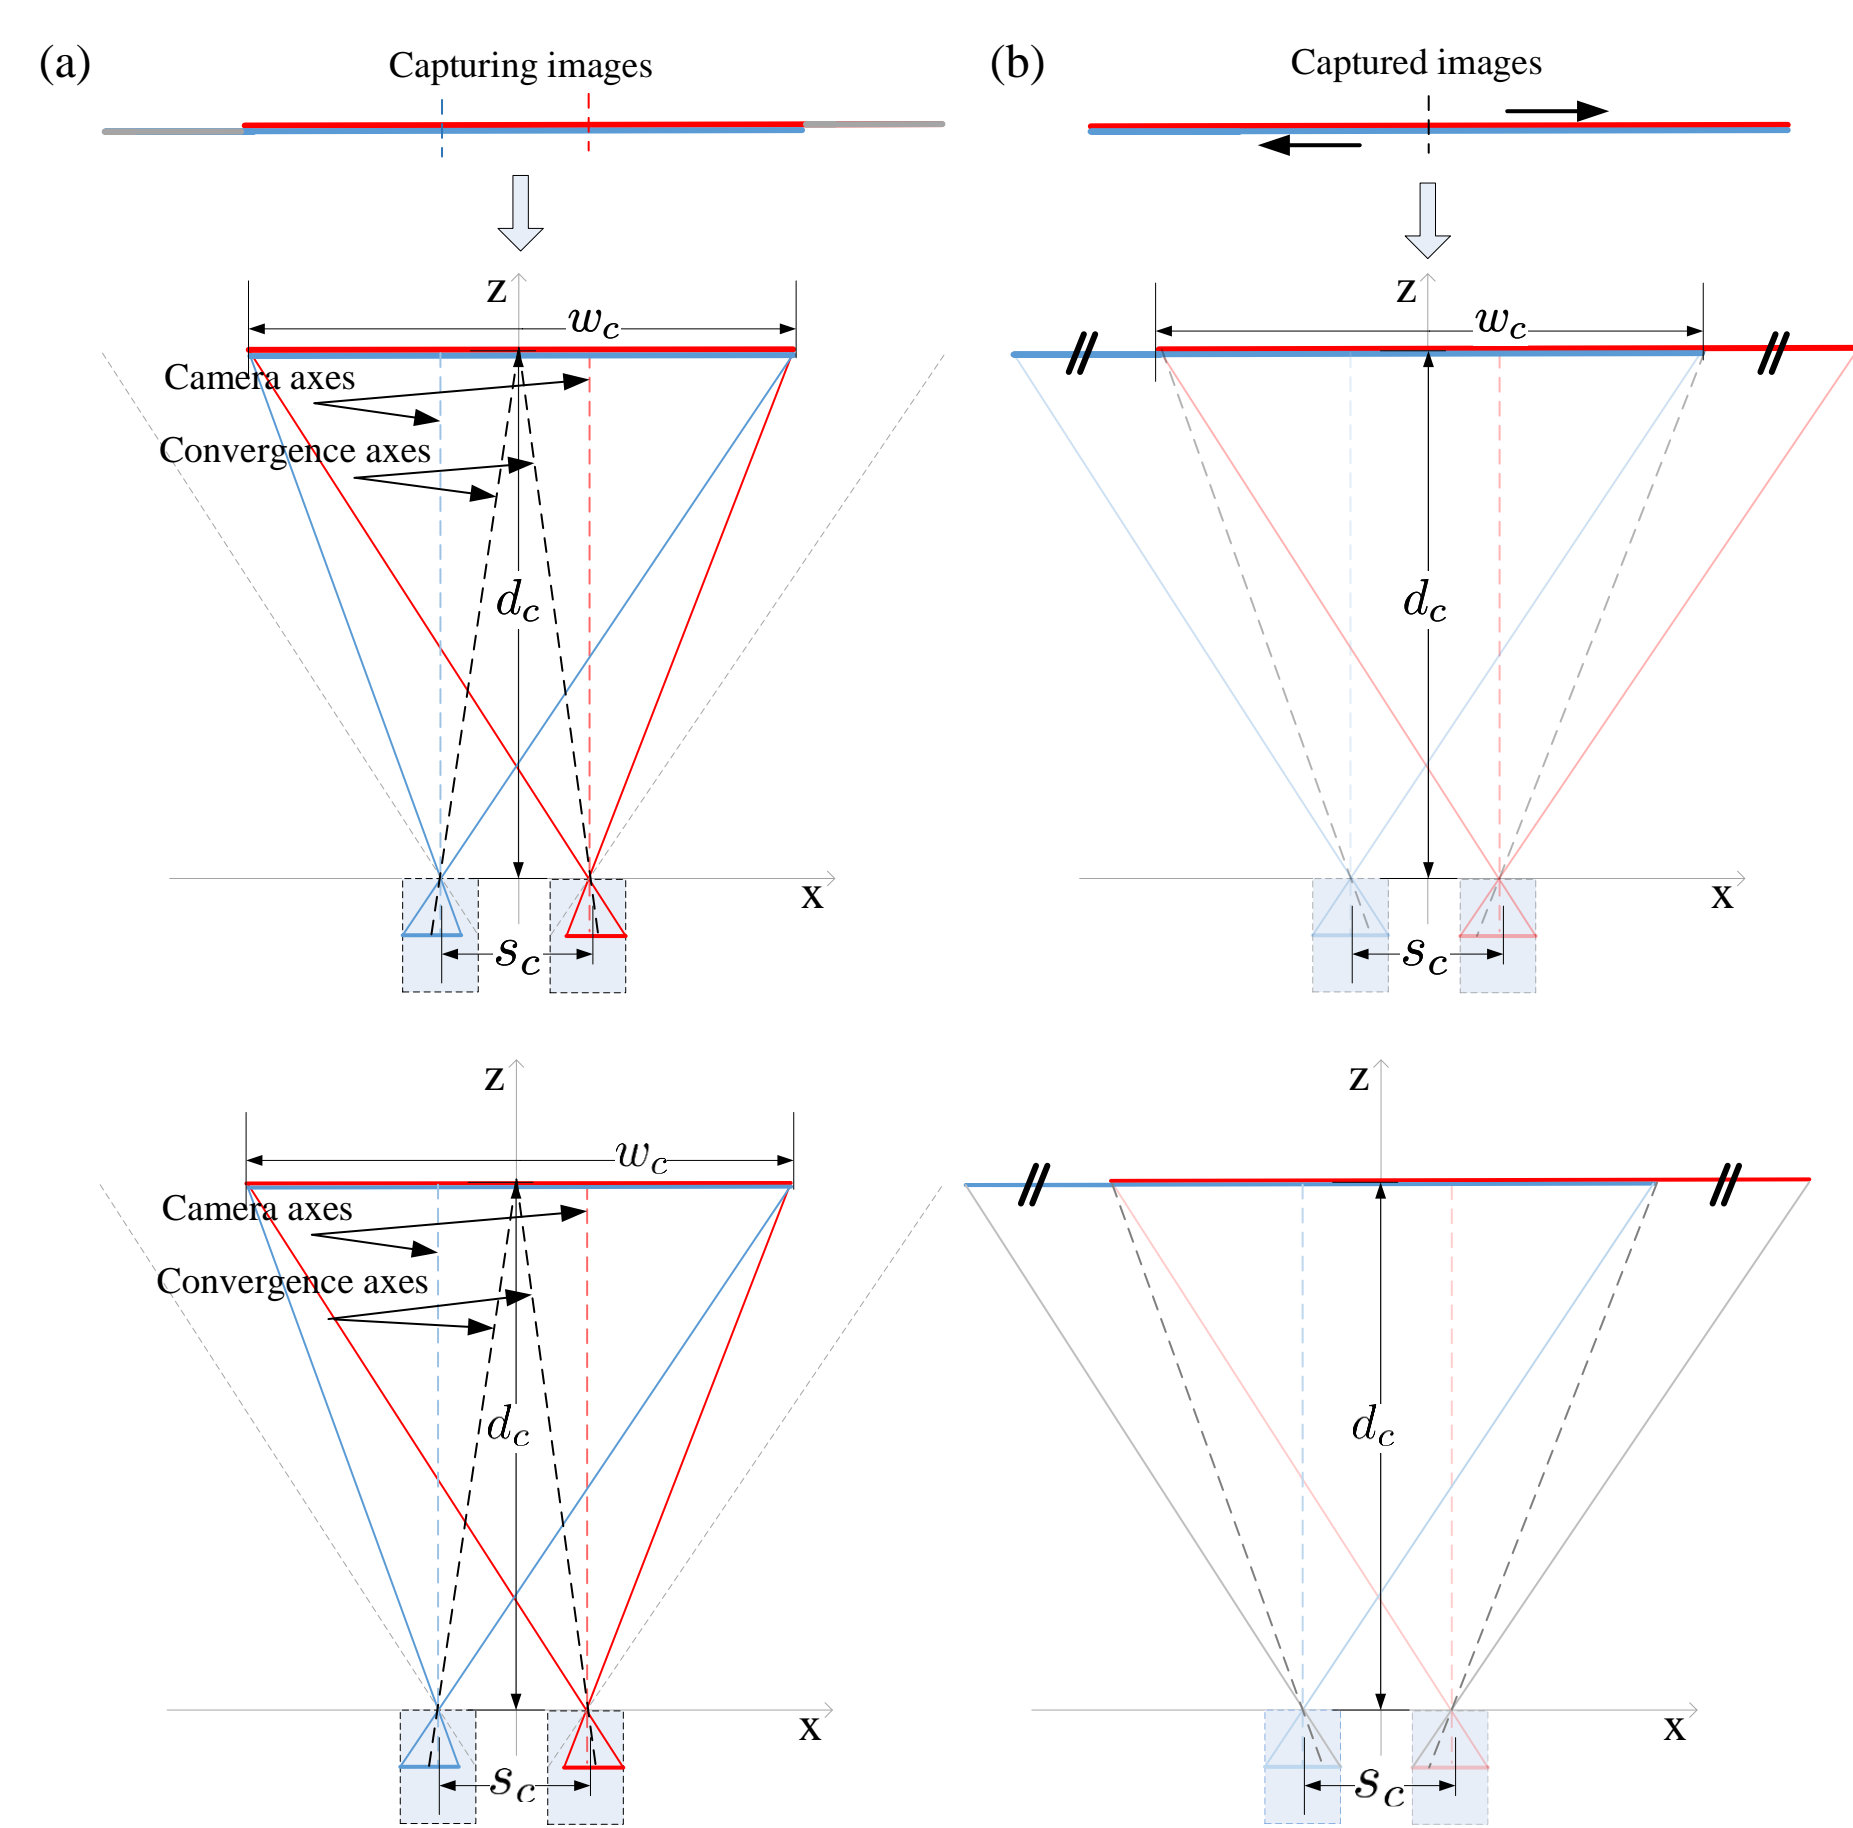 (a)
Capturing images
z
w_c
Camera axes
Convergence axes
d_c
x
s_c
(b)
Captured images
z
w_c
d_c
x
s_c
z
w_c
Camera axes
Convergence axes
d_c
x
s_c
z
d_c
x
s_c